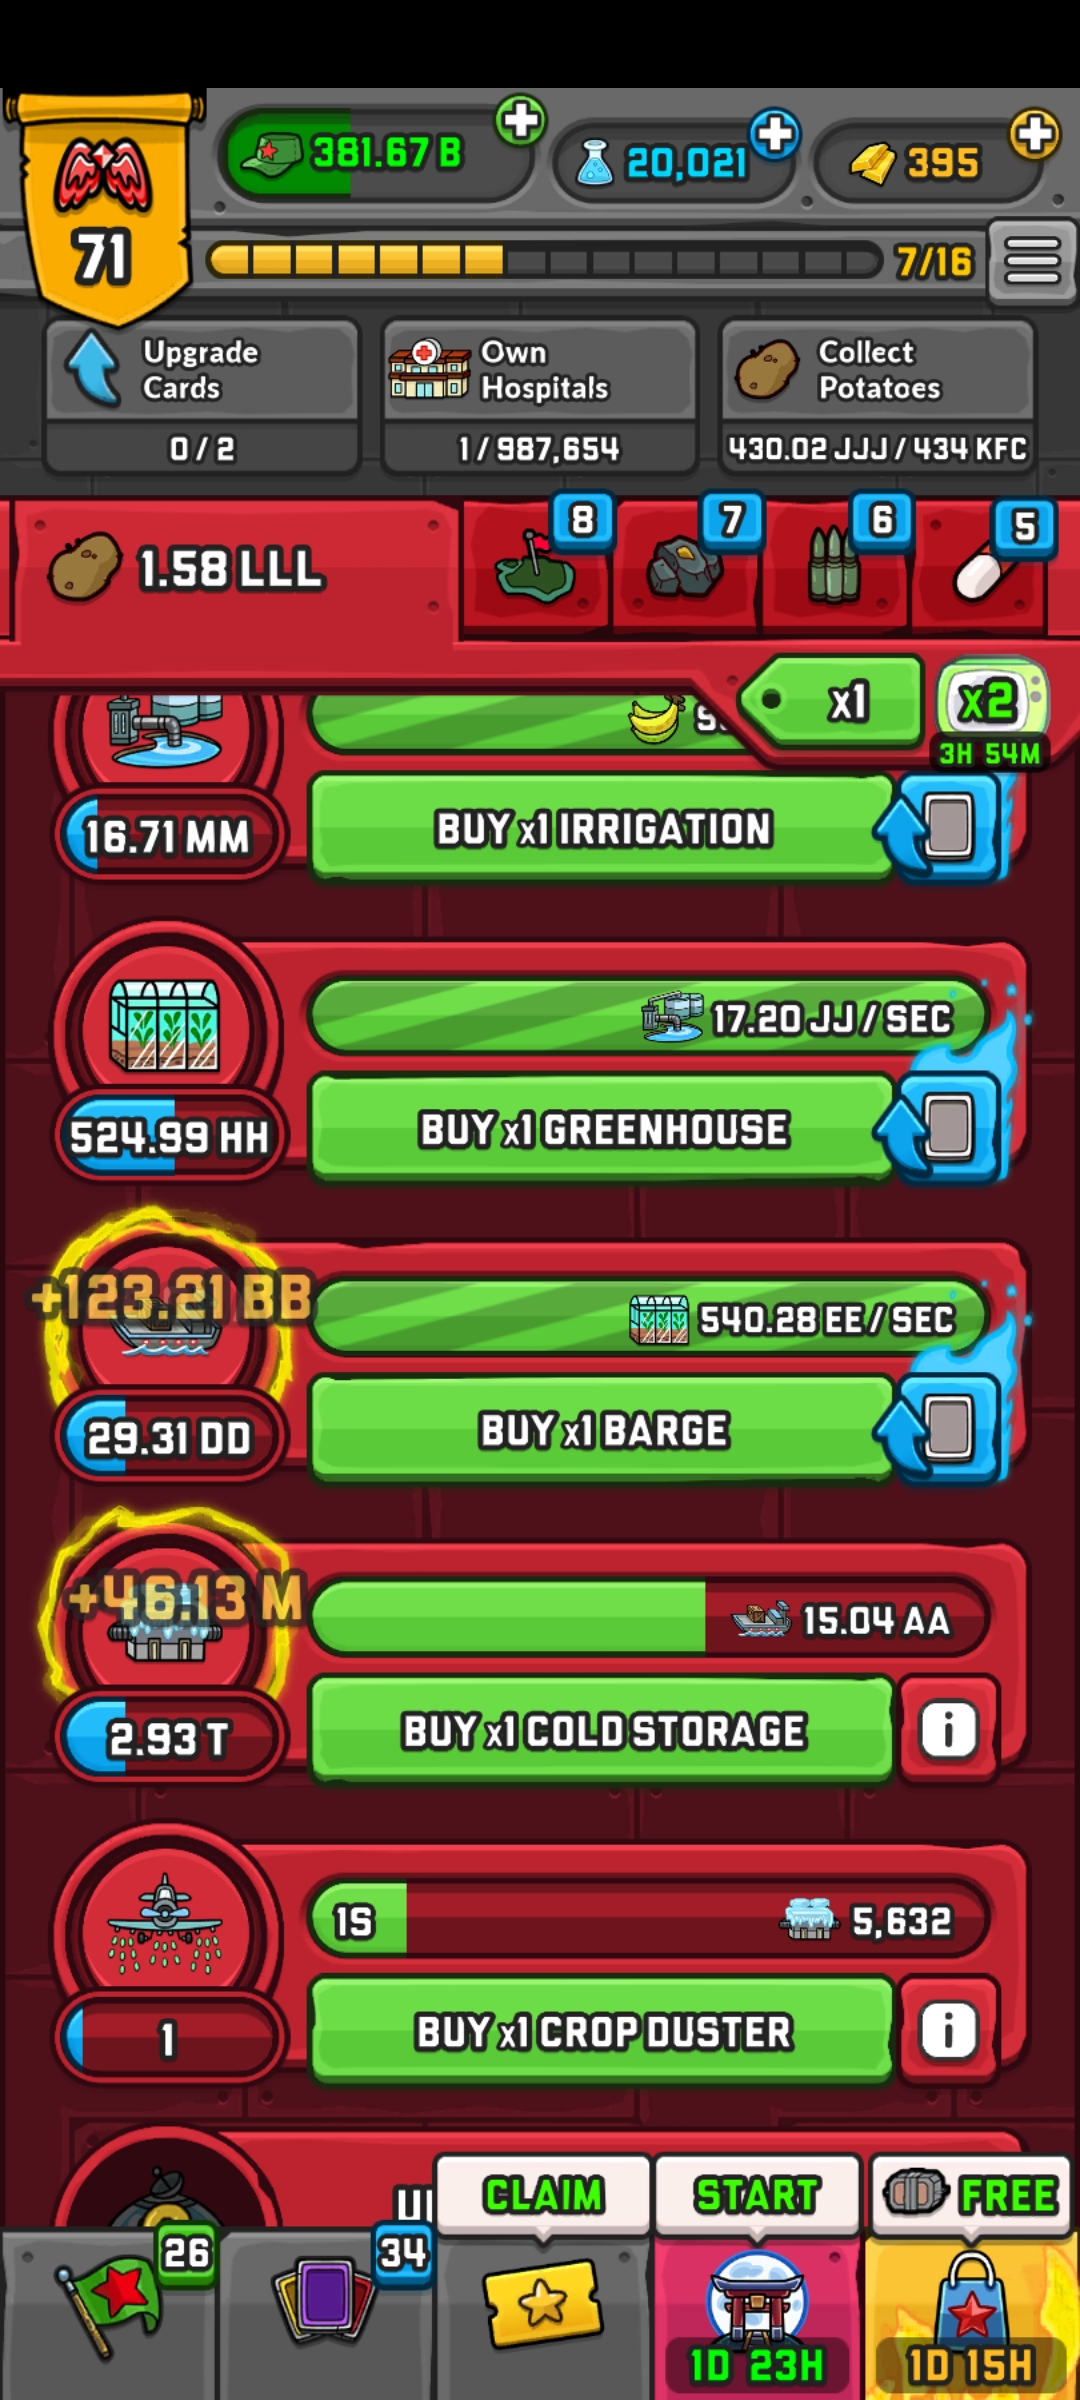 381.67 B
20,021
395
71
7/16
Upgrade
Cards
0 / 2
Own
Hospitals
1 / 987,654
Collect
Potatoes
430.02 JJJ / 434 KFC
1.58 LLL
8
7
6
5
x1
x2
3H 54M
16.71 MM
BUY x1 IRRIGATION
17.20 JJ / SEC
524.99 HH
BUY x1 GREENHOUSE
+123.21 BB
540.28 EE / SEC
29.31 DD
BUY x1 BARGE
+46.13 M
15.04 AA
2.93 T
BUY x1 COLD STORAGE
i
1S
5,632
1
BUY x1 CROP DUSTER
i
CLAIM
START
FREE
26
34
1D 23H
1D 15H